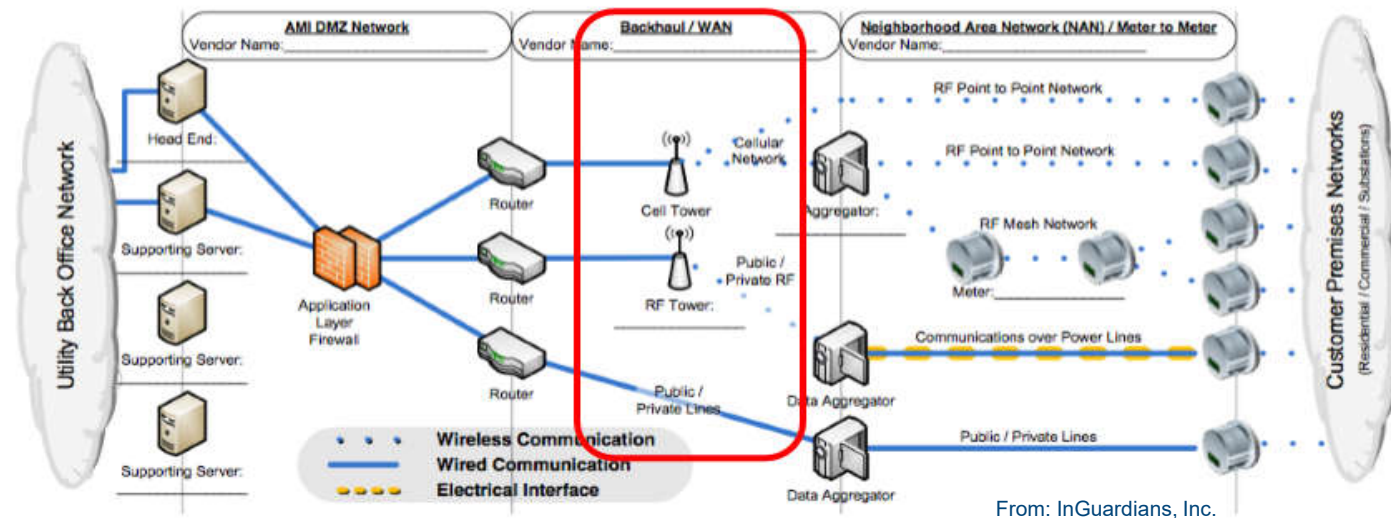 AMI DMZ Network
Vendor Name:
Backhaul / WAN
Vendor Name:
Neighborhood Area Network (NAN) / Meter to Meter
Vendor Name:
Utility Back Office Network
Head End:
Supporting Server:
Supporting Server:
Supporting Server:
Application
Layer
Firewall
Router
Router
Router
Cell Tower
RF Tower:
Cellular
Network
Public /
Private RF
Public /
Private Lines
Aggregator:
Data Aggregator
Data Aggregator
RF Point to Point Network
RF Point to Point Network
RF Mesh Network
Meter:
Communications over Power Lines
Public / Private Lines
Customer Premises Networks
(Residential / Commercial / Substations)
Wireless Communication
Wired Communication
Electrical Interface
From: InGuardians, Inc.